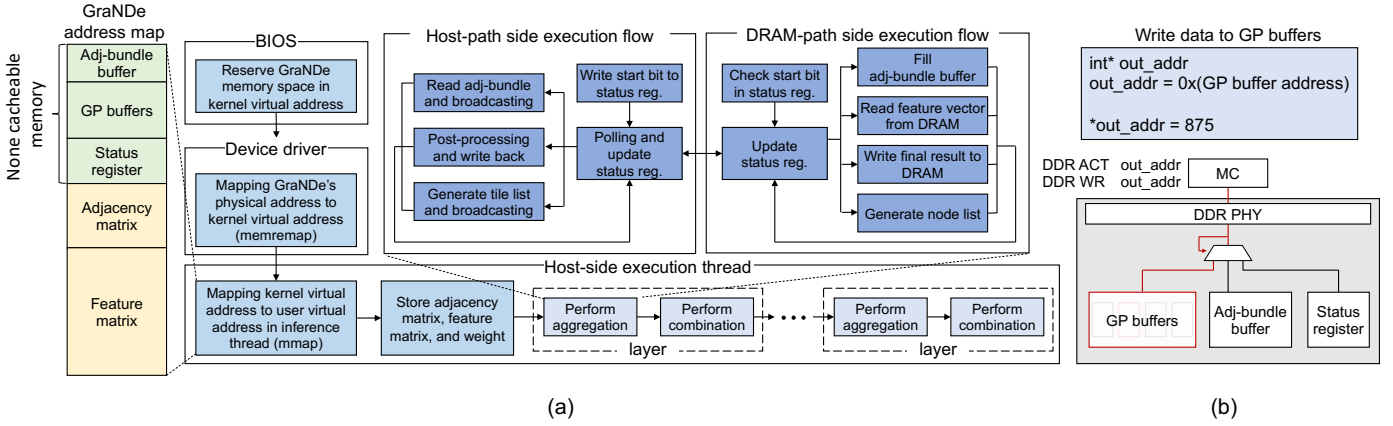 GraNDe
address map
None cacheable
memory
Adj-bundle
buffer
GP buffers
Status
register
Adjacency
matrix
Feature
matrix
BIOS
Reserve GraNDe
memory space in
kernel virtual address
Device driver
Mapping GraNDe's
physical address to
kernel virtual address
(memremap)
Host-path side execution flow
Read adj-bundle
and broadcasting
Post-processing
and write back
Generate tile list
and broadcasting
Write start bit to
status reg.
Polling and
update
status reg.
DRAM-path side execution flow
Check start bit
in status reg.
Update
status reg.
Fill
adj-bundle buffer
Read feature vector
from DRAM
Write final result to
DRAM
Generate node list
Host-side execution thread
Mapping kernel virtual
address to user virtual
address in inference
thread (mmap)
Store adjacency
matrix, feature
matrix, and weight
Perform
aggregation
Perform
combination
layer
• • •
Perform
aggregation
Perform
combination
layer
(a)
Write data to GP buffers
int* out_addr
out_addr = 0x(GP buffer address)
*out_addr = 875
DDR ACT out_addr
DDR WR out_addr
MC
DDR PHY
GP buffers
Adj-bundle
buffer
Status
register
(b)